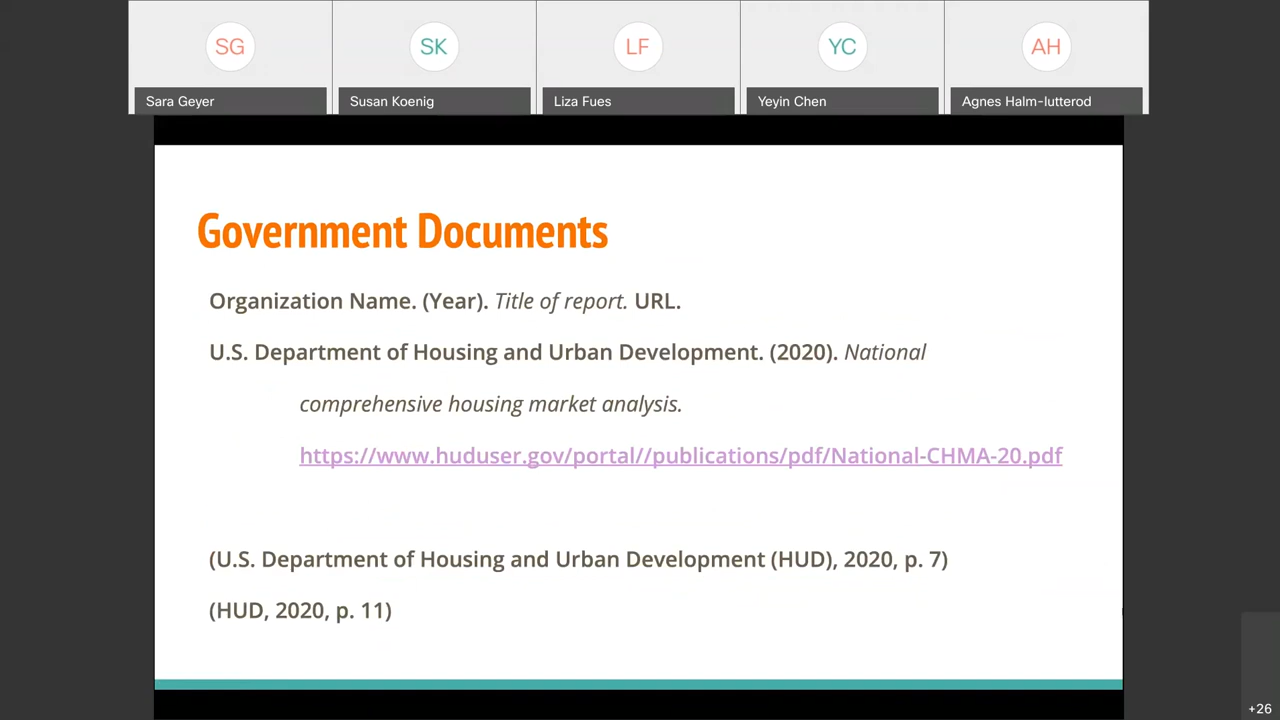 SG
SK
LF
YC
AH
Sara Geyer
Susan Koenig
Liza Fues
Yeyin Chen
Agnes Halm-lutterod
Government Documents
Organization Name. (Year). Title of report. URL.
U.S. Department of Housing and Urban Development. (2020). National
comprehensive housing market analysis.
https://www.huduser.gov/portal//publications/pdf/National-CHMA-20.pdf
(U.S. Department of Housing and Urban Development (HUD), 2020, p. 7)
(HUD, 2020, p. 11)
+26